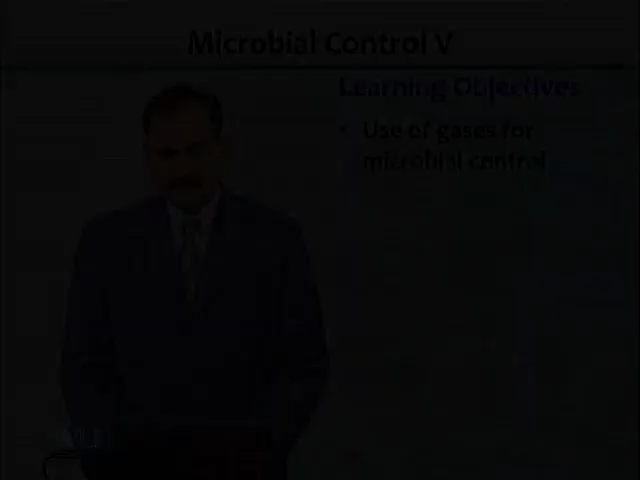 Microbial Control V
Learning Objectives
• Use of gases for
microbial control